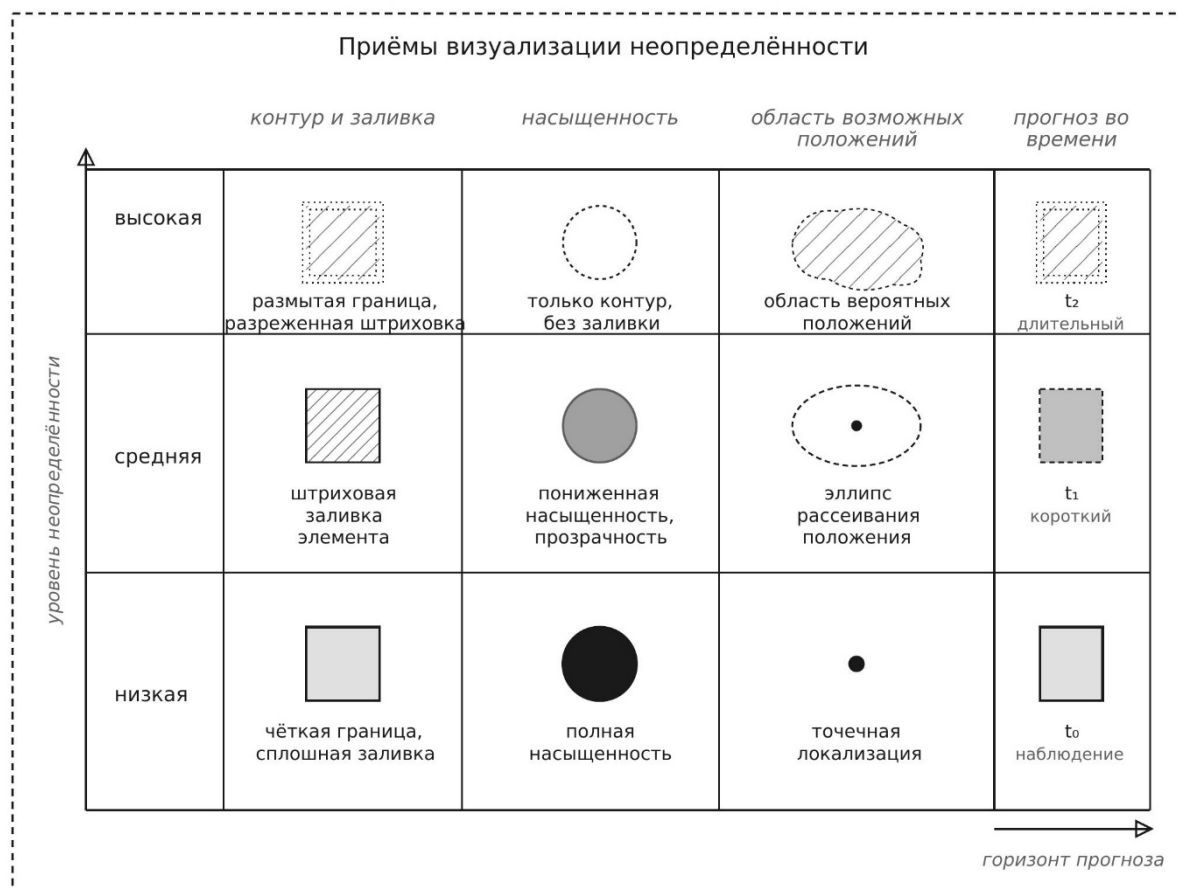 Приёмы визуализации неопределённости
контур и заливка
насыщенность
область возможных
положений
прогноз во
времени
высокая
размытая граница,
разреженная штриховка
только контур,
без заливки
область вероятных
положений
t₂
длительный
уровень неопределённости
средняя
штриховая
заливка
элемента
пониженная
насыщенность,
прозрачность
эллипс
рассеивания
положения
t₁
короткий
низкая
чёткая граница,
сплошная заливка
полная
насыщенность
точечная
локализация
t₀
наблюдение
горизонт прогноза